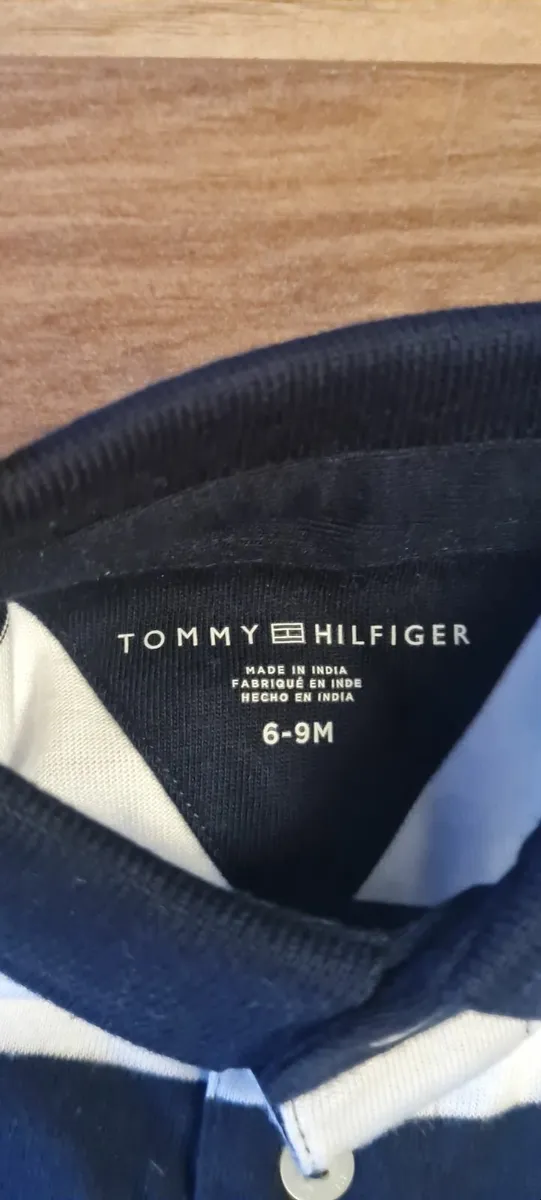 TOMMY HILFIGER
MADE IN INDIA
FABRIQUÉ EN INDE
HECHO EN INDIA
6-9M